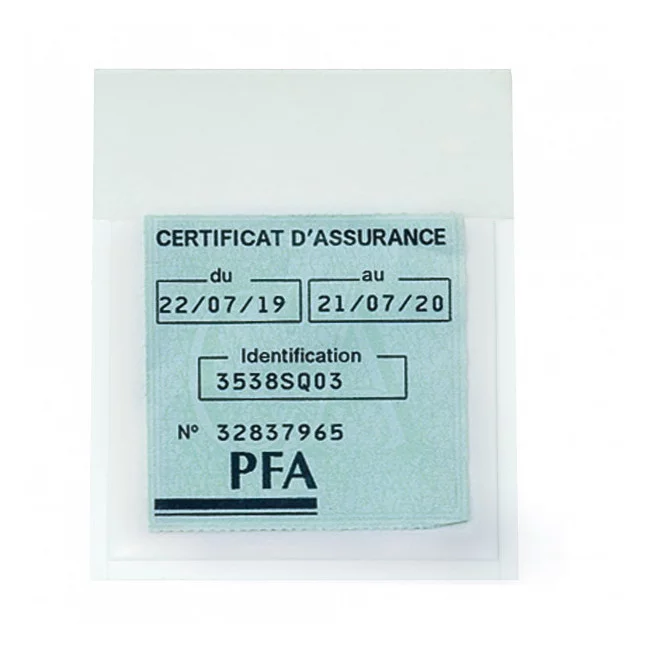 CERTIFICAT D'ASSURANCE
du au
22/07/19 21/07/20
Identification
3538SQ03
N° 32837965
PFA